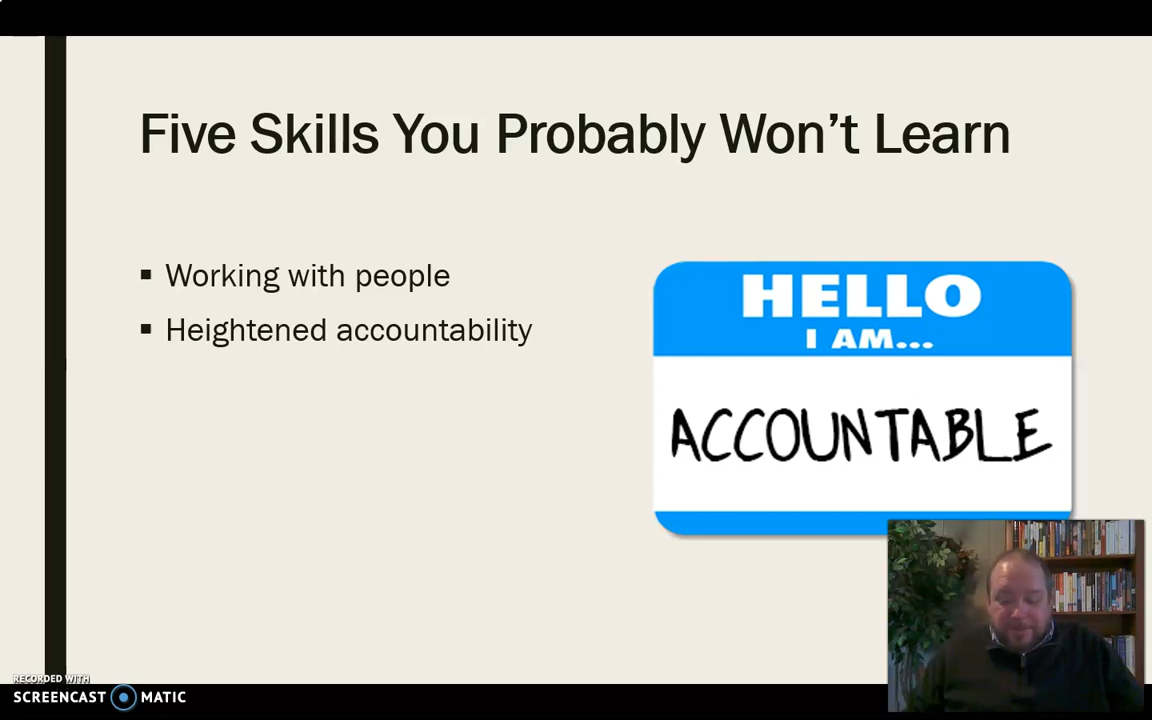 Five Skills You Probably Won't Learn
▪ Working with people
▪ Heightened accountability
HELLO
I AM...
ACCOUNTABLE
RECORDED WITH
SCREENCAST MATIC